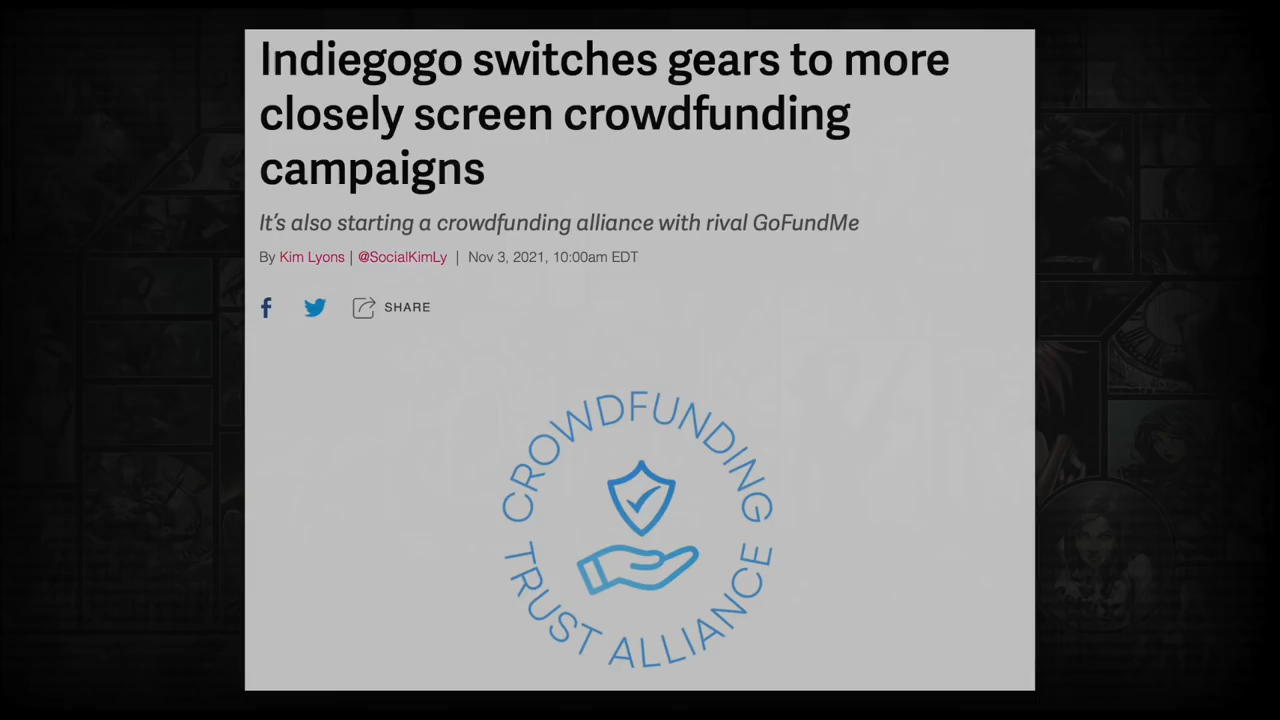 Indiegogo switches gears to more
closely screen crowdfunding
campaigns
It's also starting a crowdfunding alliance with rival GoFundMe
By Kim Lyons | @SocialKimLy | Nov 3, 2021, 10:00am EDT
SHARE
CROWDFUNDING
TRUST ALLIANCE